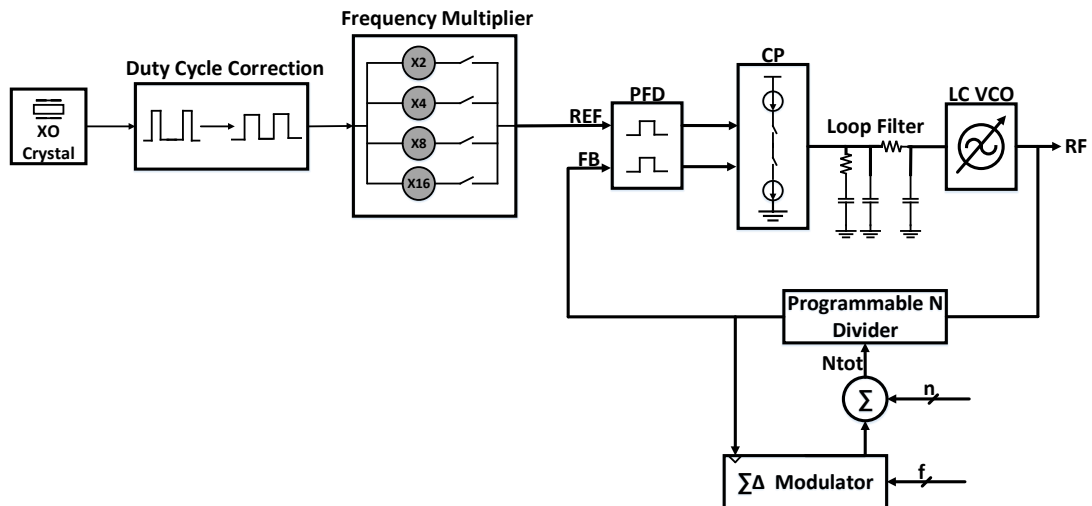 Frequency Multiplier
Duty Cycle Correction
XO
Crystal
X2
X4
X8
X16
REF
FB
PFD
CP
Loop Filter
LC VCO
RF
Programmable N
Divider
Ntot
Σ
n
ΣΔ Modulator
f